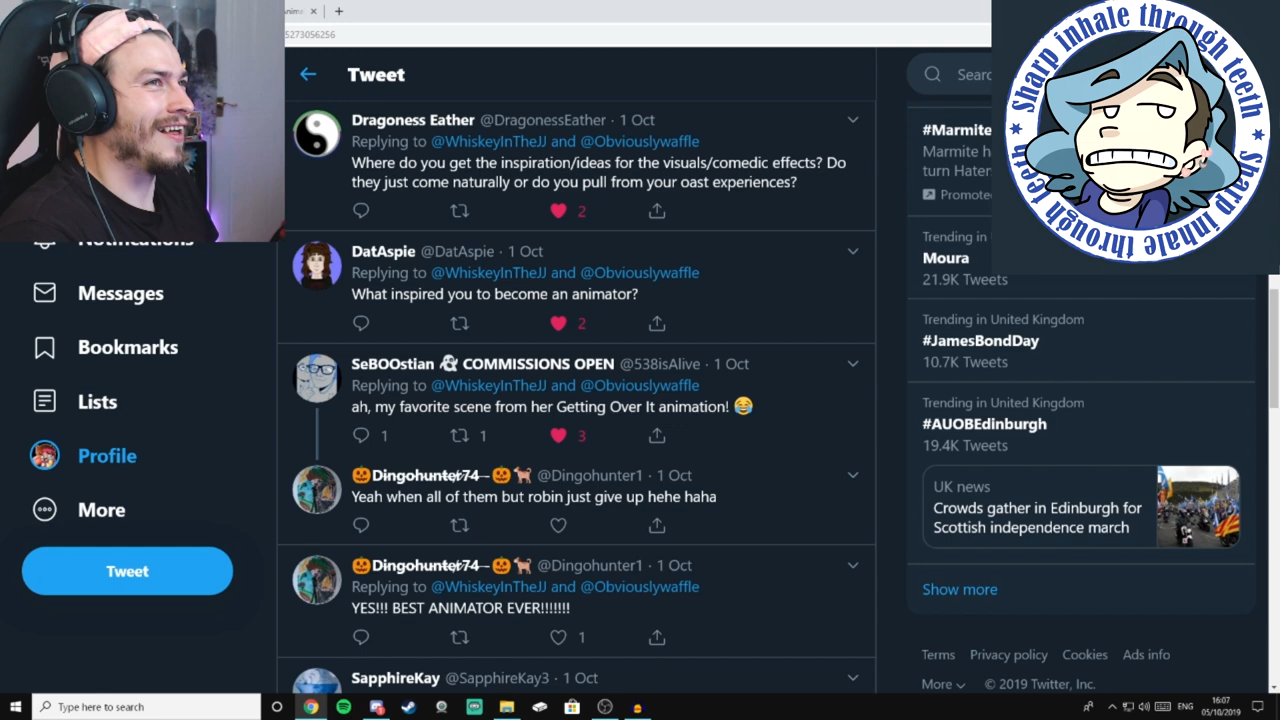 5273056256
Tweet
Dragoness Eather @DragonessEather · 1 Oct
Replying to @WhiskeyInTheJJ and @Obviouslywaffle
Where do you get the inspiration/ideas for the visuals/comedic effects? Do
they just come naturally or do you pull from your oast experiences?
2
DatAspie @DatAspie · 1 Oct
Replying to @WhiskeyInTheJJ and @Obviouslywaffle
What inspired you to become an animator?
2
SeBOOstian 👻 COMMISSIONS OPEN @538isAlive · 1 Oct
Replying to @WhiskeyInTheJJ and @Obviouslywaffle
ah, my favorite scene from her Getting Over It animation! 😂
1 1 3
🎃Dingohunter74 🎃🐕 @Dingohunter1 · 1 Oct
Yeah when all of them but robin just give up hehe haha
🎃Dingohunter74 🎃🐕 @Dingohunter1 · 1 Oct
Replying to @WhiskeyInTheJJ and @Obviouslywaffle
YES!!! BEST ANIMATOR EVER!!!!!!!
1
SapphireKay @SapphireKay3 · 1 Oct
Notifications
Messages
Bookmarks
Lists
Profile
More
Tweet
Sharp inhale through teeth * Sharp inhale through teeth *
Searc
#Marmite
Marmite h
turn Hater
Promote
Trending in
Moura
21.9K Tweets
Trending in United Kingdom
#JamesBondDay
10.7K Tweets
Trending in United Kingdom
#AUOBEdinburgh
19.4K Tweets
UK news
Crowds gather in Edinburgh for
Scottish independence march
Show more
Terms Privacy policy Cookies Ads info
More © 2019 Twitter, Inc.
Type here to search
ENG
16:07
05/10/2019